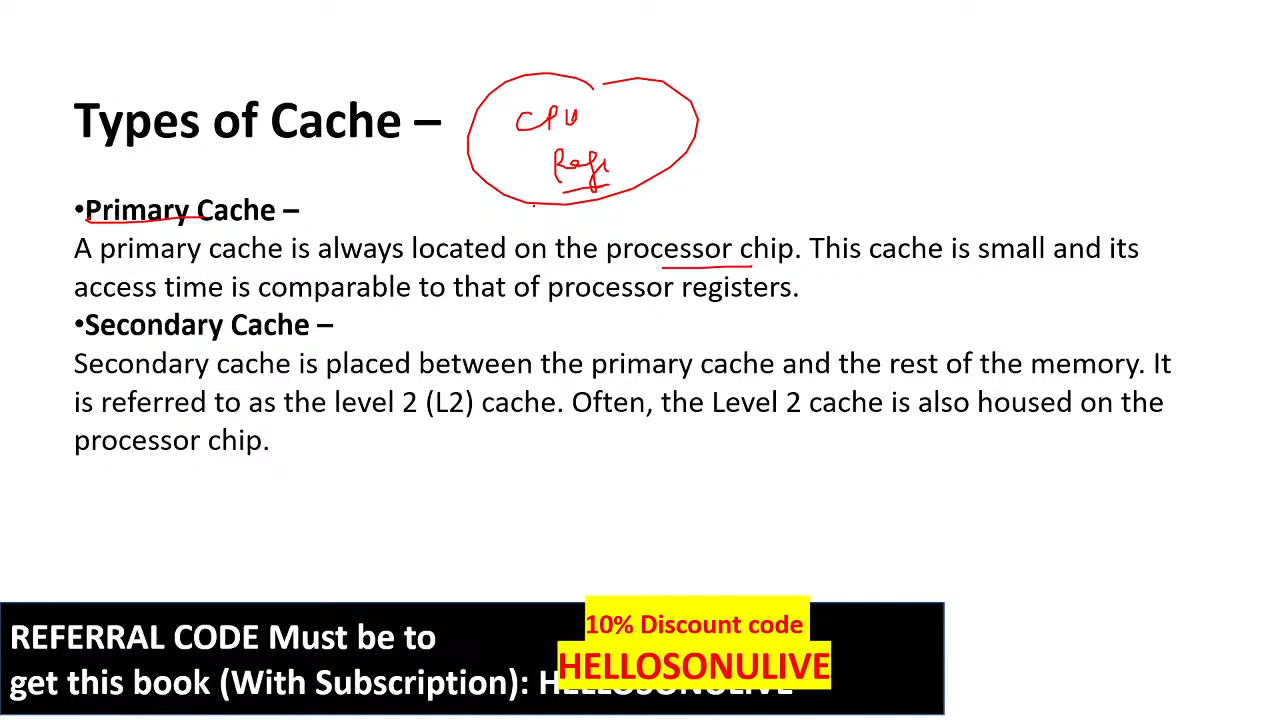 Types of Cache –
CPU
Regi
•Primary Cache –
A primary cache is always located on the processor chip. This cache is small and its
access time is comparable to that of processor registers.
•Secondary Cache –
Secondary cache is placed between the primary cache and the rest of the memory. It
is referred to as the level 2 (L2) cache. Often, the Level 2 cache is also housed on the
processor chip.
REFERRAL CODE Must be to
get this book (With Subscription): HELLOSONULIVE
10% Discount code
HELLOSONULIVE